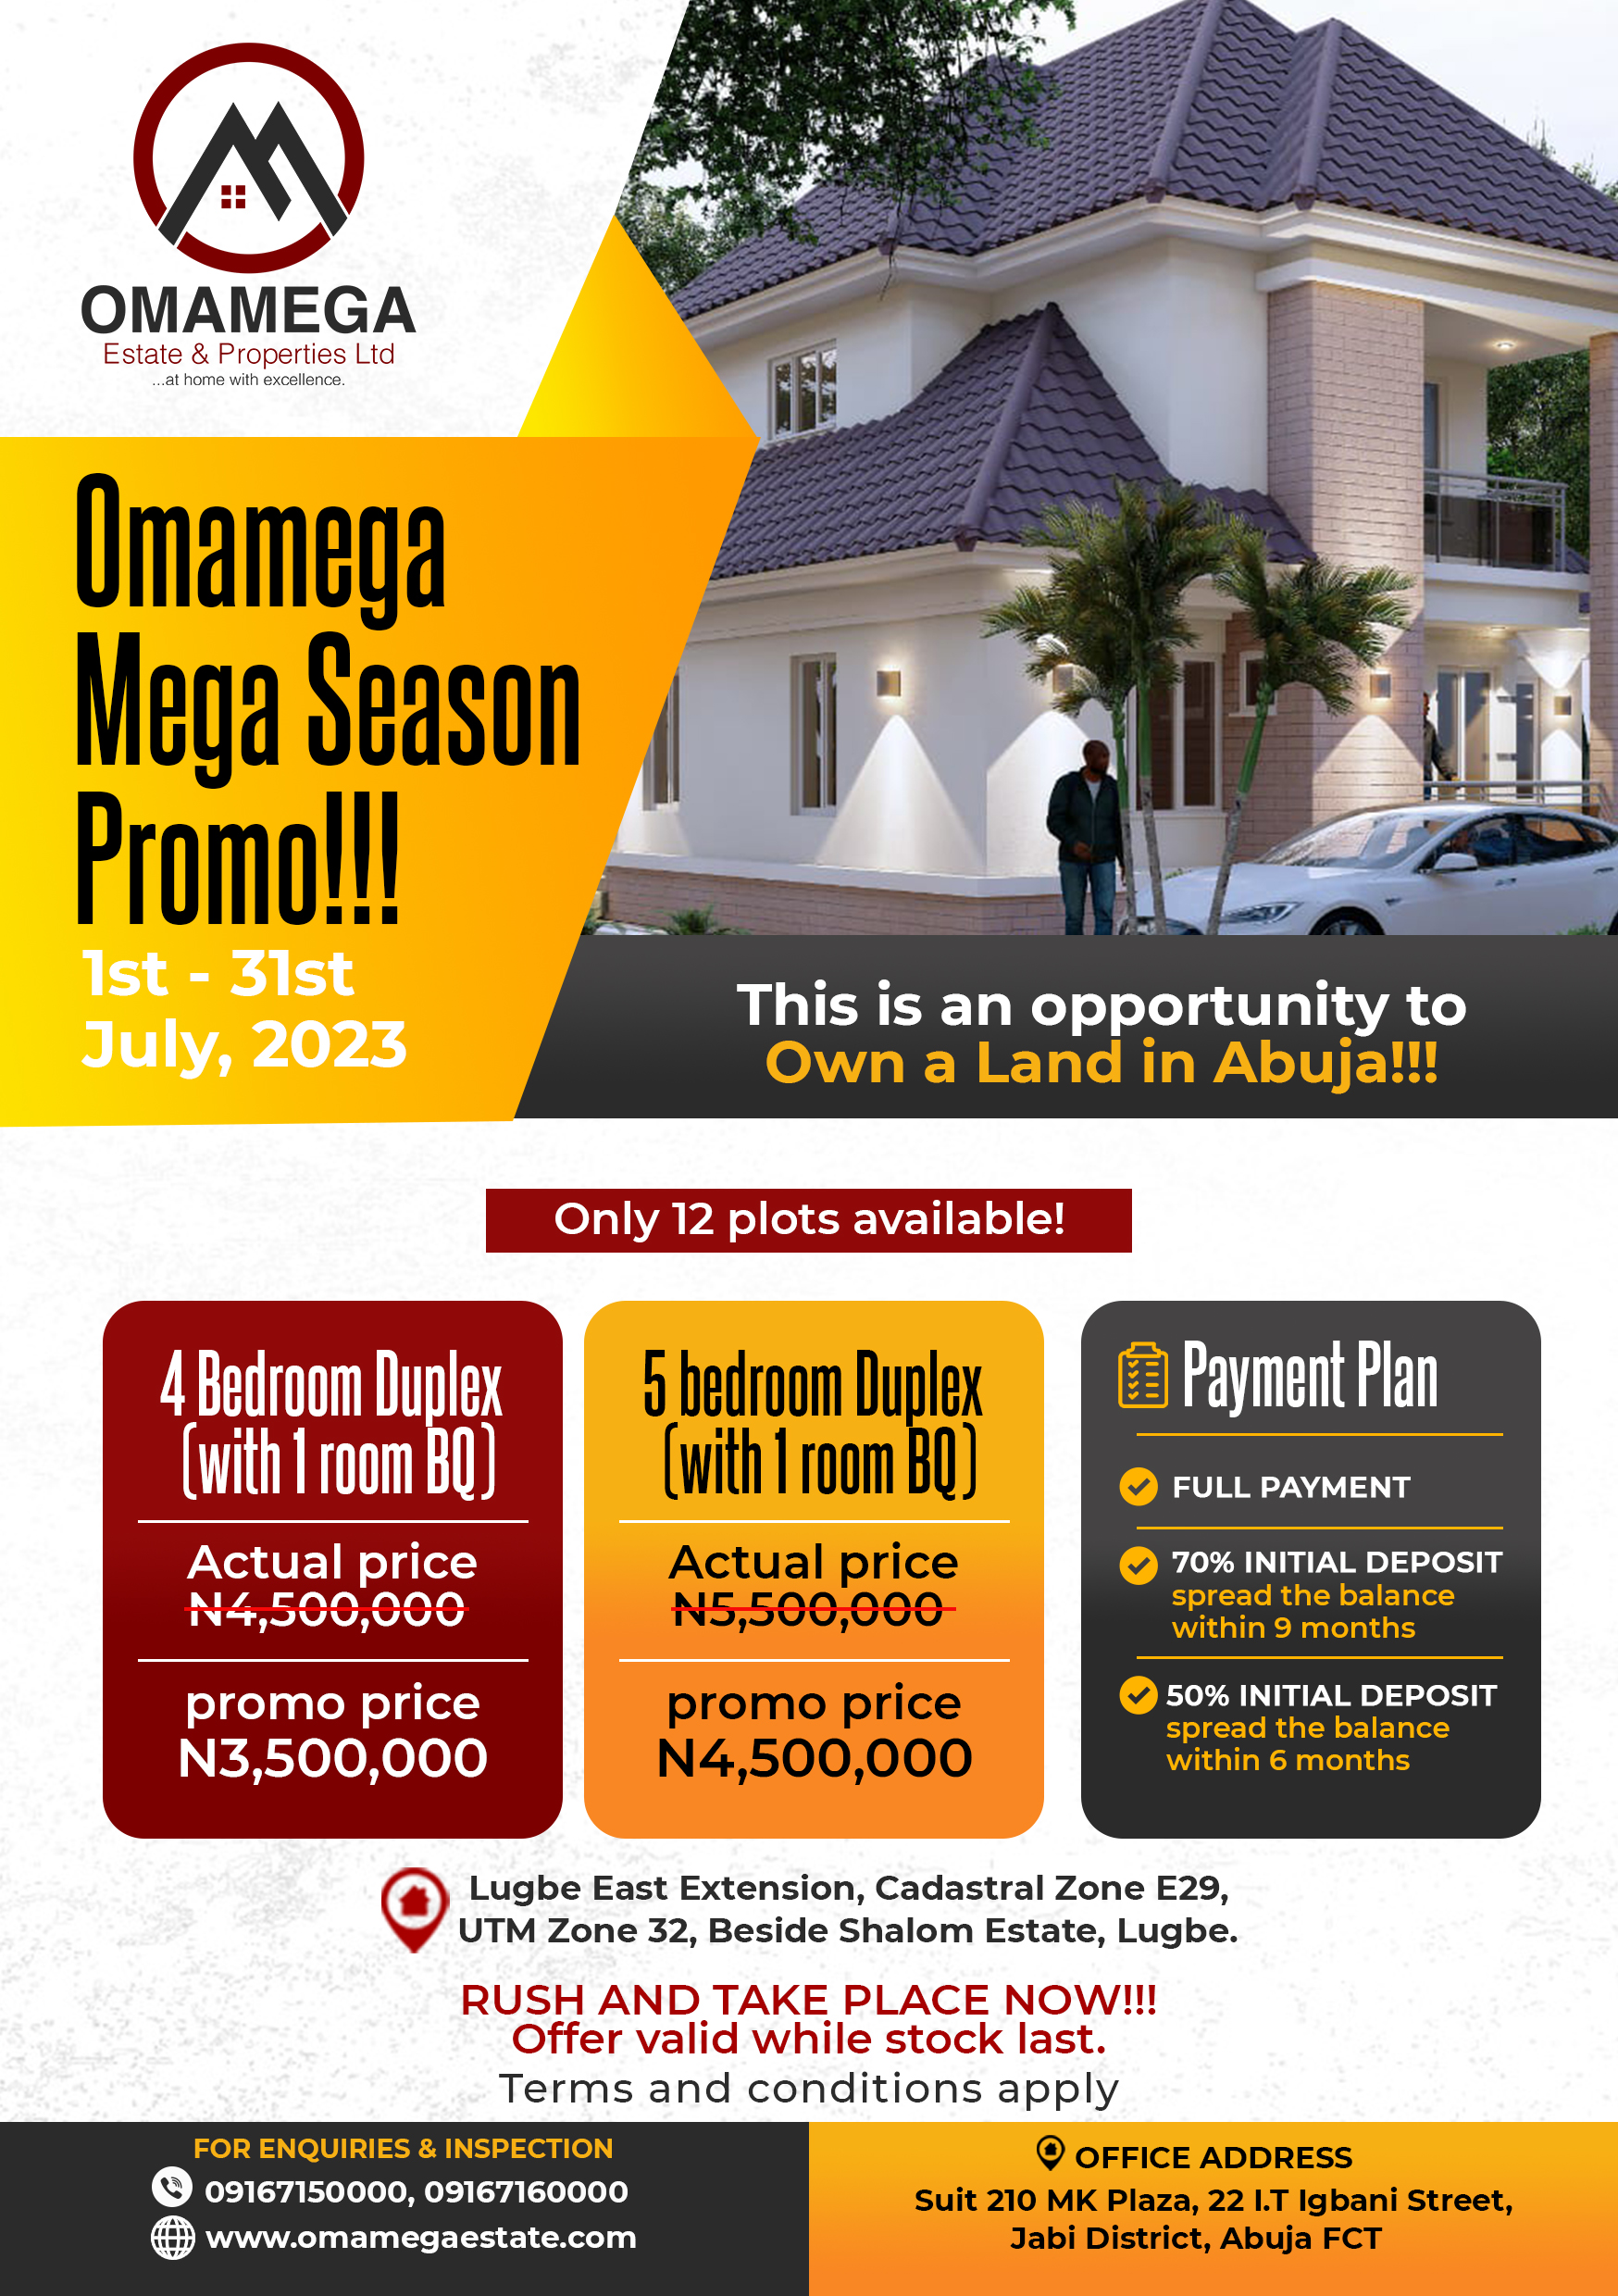 OMAMEGA
Estate & Properties Ltd
...at home with excellence.
Omamega
Mega Season
Promo!!!
1st - 31st
July, 2023
This is an opportunity to
Own a Land in Abuja!!!
Only 12 plots available!
4 Bedroom Duplex
(with 1 room BQ)
Actual price
N4,500,000
promo price
N3,500,000
5 bedroom Duplex
(with 1 room BQ)
Actual price
N5,500,000
promo price
N4,500,000
Payment Plan
FULL PAYMENT
70% INITIAL DEPOSIT
spread the balance
within 9 months
50% INITIAL DEPOSIT
spread the balance
within 6 months
Lugbe East Extension, Cadastral Zone E29,
UTM Zone 32, Beside Shalom Estate, Lugbe.
RUSH AND TAKE PLACE NOW!!!
Offer valid while stock last.
Terms and conditions apply
FOR ENQUIRIES & INSPECTION
09167150000, 09167160000
www.omamegaestate.com
OFFICE ADDRESS
Suit 210 MK Plaza, 22 I.T Igbani Street,
Jabi District, Abuja FCT